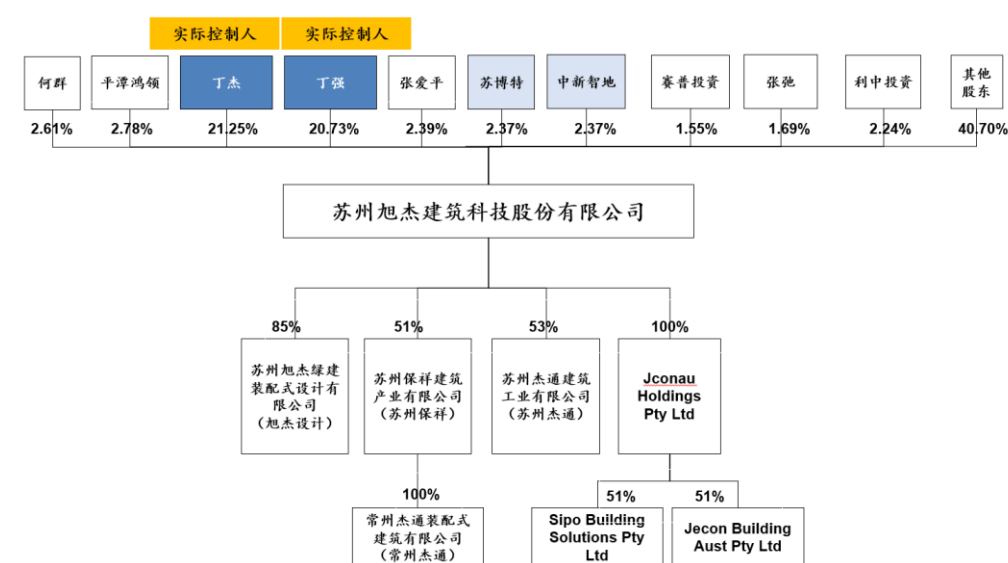 实际控制人
实际控制人
何群
平潭鸿领
丁杰
丁强
张爱平
苏博特
中新智地
赛普投资
张弛
利中投资
其他
股东
2.61%
2.78%
21.25%
20.73%
2.39%
2.37%
2.37%
1.55%
1.69%
2.24%
40.70%
苏州旭杰建筑科技股份有限公司
85%
51%
53%
100%
苏州旭杰绿建
装配式设计有
限公司
（旭杰设计）
苏州保祥建筑
产业有限公司
（苏州保祥）
苏州杰通建筑
工业有限公司
（苏州杰通）
Jconau
Holdings
Pty Ltd
100%
51%
51%
常州杰通装配式
建筑有限公司
（常州杰通）
Sipo Building
Solutions Pty
Ltd
Jecon Building
Aust Pty Ltd